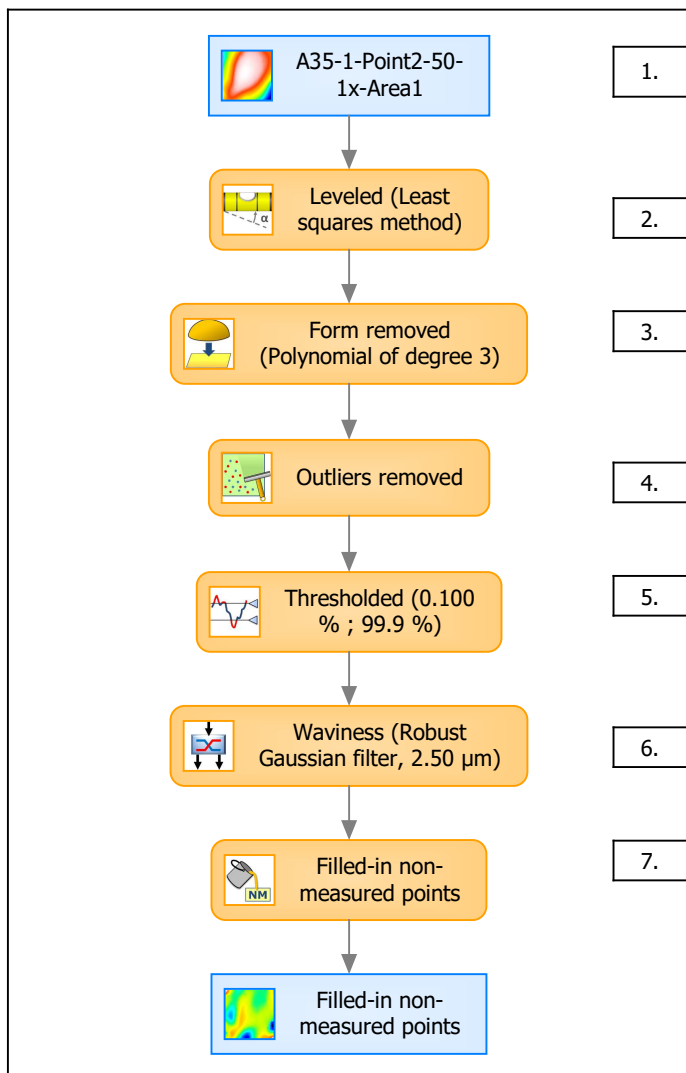 A35-1-Point2-50-
1x-Area1
1.
α
Leveled (Least
squares method)
2.
Form removed
(Polynomial of degree 3)
3.
Outliers removed
4.
Thresholded (0.100
% ; 99.9 %)
5.
Waviness (Robust
Gaussian filter, 2.50 µm)
6.
NM
Filled-in non-
measured points
7.
Filled-in non-
measured points